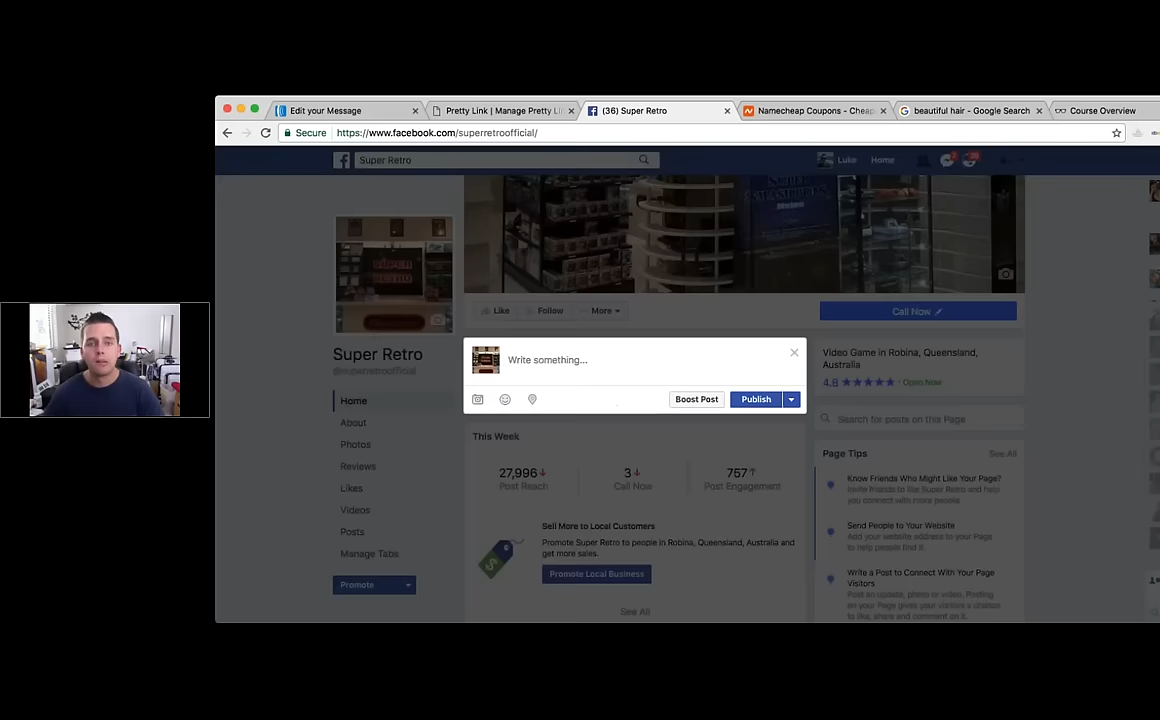 Edit your Message
Pretty Link | Manage Pretty Lin
(36) Super Retro
Namecheap Coupons - Cheap
beautiful hair - Google Search
Course Overview
Secure
https://www.facebook.com/superretroofficial/
Super Retro
Luke
Home
Like
Follow
More
Call Now
Super Retro
@superretroofficial
Home
About
Photos
Reviews
Likes
Videos
Posts
Manage Tabs
Promote
Write something...
Boost Post
Publish
This Week
27,996
Post Reach
3
Call Now
757
Post Engagement
Sell More to Local Customers
Promote Super Retro to people in Robina, Queensland, Australia and
get more sales.
Promote Local Business
See All
Video Game in Robina, Queensland,
Australia
4.8 ★★★★★ · Open Now
Search for posts on this Page
Page Tips
See All
Know Friends Who Might Like Your Page?
Invite friends to like Super Retro and help
you connect with more people.
Send People to Your Website
Add your website address to your Page
to help people find it.
Write a Post to Connect With Your Page
Visitors
Post an update, photo or video. Posting
on your Page gives your visitors a chance
to like, share and comment on it.